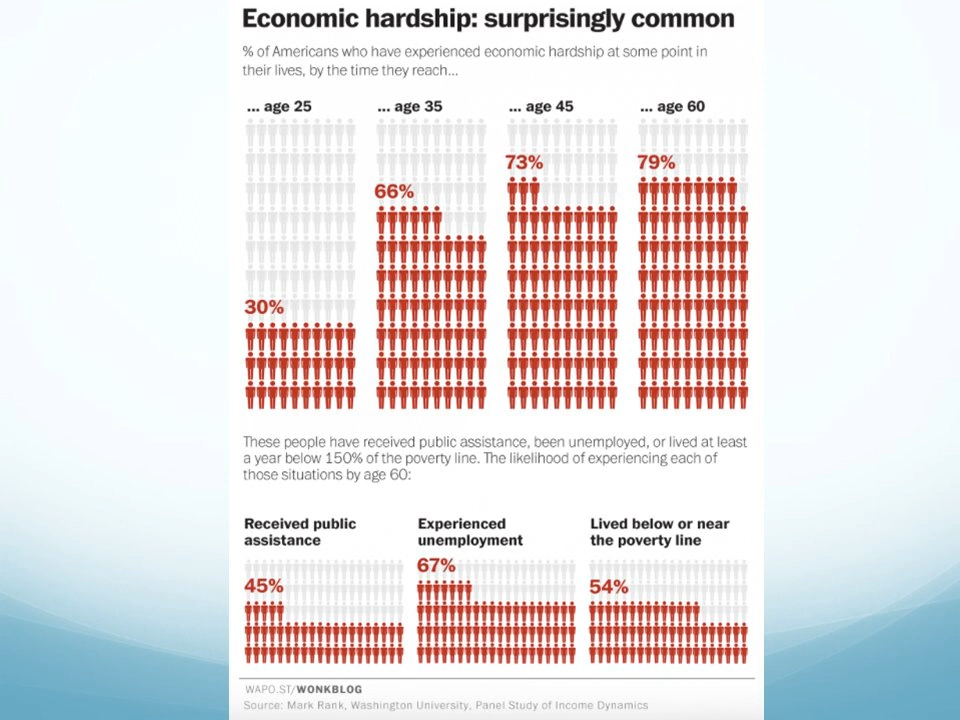 Economic hardship: surprisingly common
% of Americans who have experienced economic hardship at some point in
their lives, by the time they reach...
... age 25
... age 35
... age 45
... age 60
30%
66%
73%
79%
These people have received public assistance, been unemployed, or lived at least
a year below 150% of the poverty line. The likelihood of experiencing each of
those situations by age 60:
Received public
assistance
45%
Experienced
unemployment
67%
Lived below or near
the poverty line
54%
WAPO.ST/WONKBLOG
Source: Mark Rank, Washington University, Panel Study of Income Dynamics